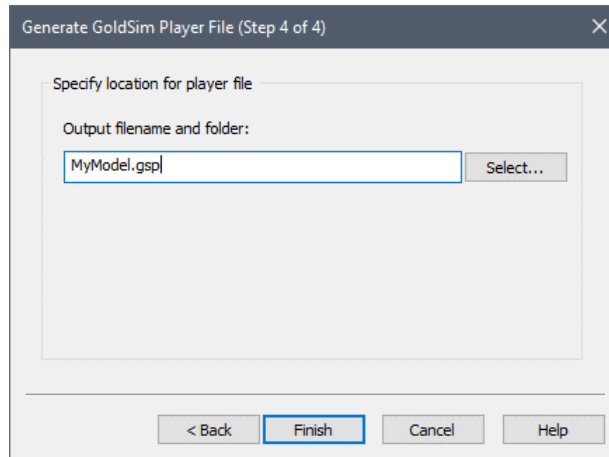 Generate GoldSim Player File (Step 4 of 4)
Specify location for player file
Output filename and folder:
MyModel.gsp
Select...
< Back
Finish
Cancel
Help